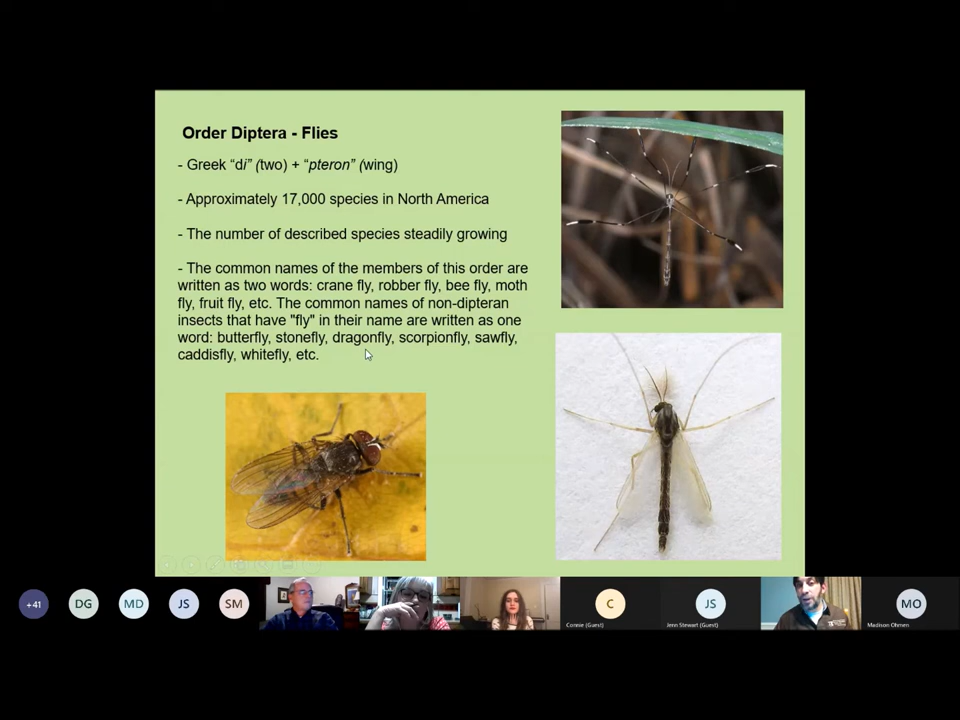 Order Diptera - Flies
- Greek "di" (two) + "pteron" (wing)
- Approximately 17,000 species in North America
- The number of described species steadily growing
- The common names of the members of this order are
written as two words: crane fly, robber fly, bee fly, moth
fly, fruit fly, etc. The common names of non-dipteran
insects that have "fly" in their name are written as one
word: butterfly, stonefly, dragonfly, scorpionfly, sawfly,
caddisfly, whitefly, etc.
+41
DG
MD
JS
SM
C
JS
MO
Connie (Guest)
Jenn Stewart (Guest)
Madison Ohmen